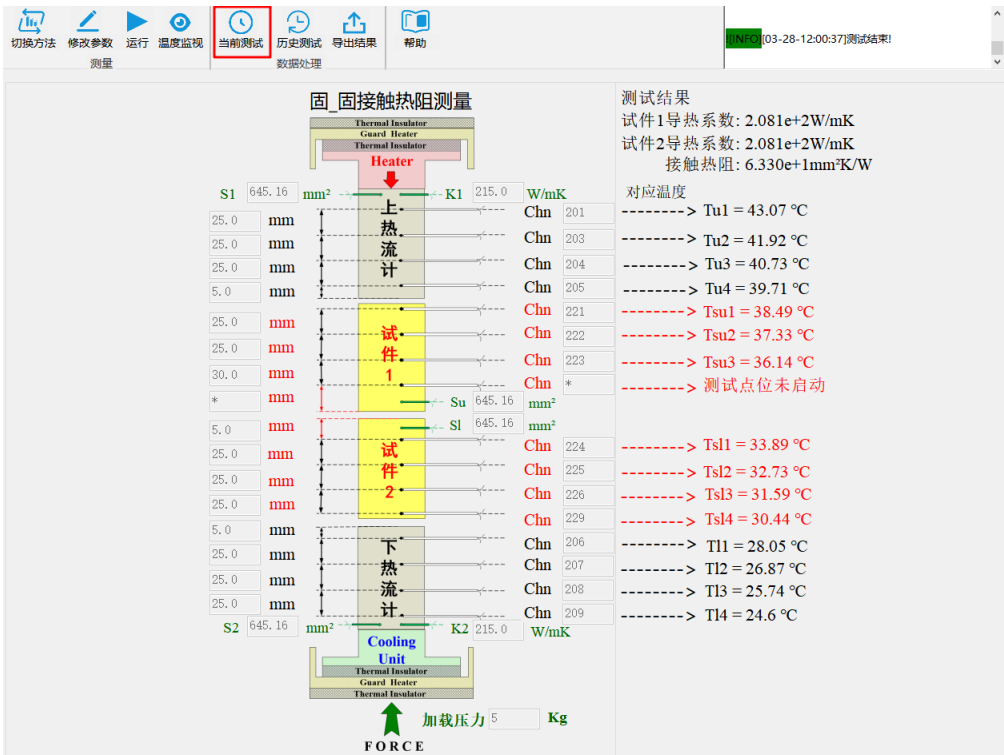 切换方法 修改参数 运行 温度监视 当前测试 历史测试 导出结果 帮助
测量 数据处理
![INFO][03-28-12:00:37]测试结束!
固_固接触热阻测量
Thermal Insulator
Guard Heater
Thermal Insulator
Heater
S1 645.16 mm² K1 215.0 W/mK
上热流计
25.0 mm Chn 201
25.0 mm Chn 203
25.0 mm Chn 204
5.0 mm Chn 205
试件1
25.0 mm Chn 221
25.0 mm Chn 222
30.0 mm Chn 223
* mm Chn *
Su 645.16 mm²
Sl 645.16 mm²
试件2
5.0 mm Chn 224
25.0 mm Chn 225
25.0 mm Chn 226
25.0 mm Chn 229
下热流计
5.0 mm Chn 206
25.0 mm Chn 207
25.0 mm Chn 208
25.0 mm Chn 209
S2 645.16 mm² K2 215.0 W/mK
Cooling
Unit
Thermal Insulator
Guard Heater
Thermal Insulator
加载压力 5 Kg
FORCE
测试结果
试件1导热系数: 2.081e+2W/mK
试件2导热系数: 2.081e+2W/mK
接触热阻: 6.330e+1mm²K/W
对应温度
--------> Tu1 = 43.07 ℃
--------> Tu2 = 41.92 ℃
--------> Tu3 = 40.73 ℃
--------> Tu4 = 39.71 ℃
--------> Tsu1 = 38.49 ℃
--------> Tsu2 = 37.33 ℃
--------> Tsu3 = 36.14 ℃
--------> 测试点位未启动
--------> Tsl1 = 33.89 ℃
--------> Tsl2 = 32.73 ℃
--------> Tsl3 = 31.59 ℃
--------> Tsl4 = 30.44 ℃
--------> Tl1 = 28.05 ℃
--------> Tl2 = 26.87 ℃
--------> Tl3 = 25.74 ℃
--------> Tl4 = 24.6 ℃